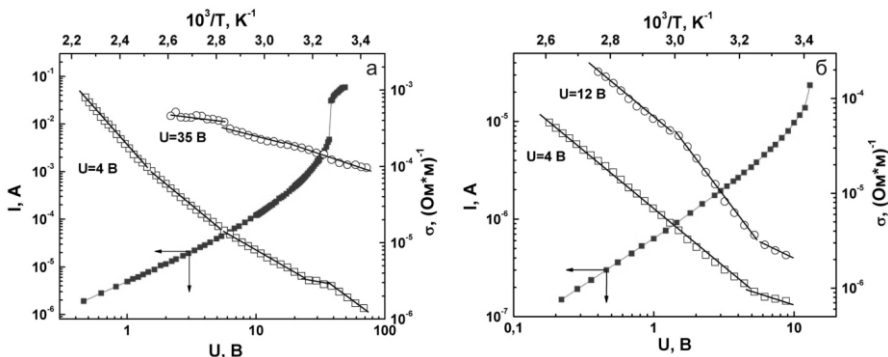 10³/T, K⁻¹
2,2 2,4 2,6 2,8 3,0 3,2 3,4
а
10⁻¹
10⁻²
10⁻³
10⁻⁴
10⁻⁵
10⁻⁶
I, A
U=35 В
U=4 В
10⁻³
10⁻⁴
10⁻⁵
10⁻⁶
σ, (Ом*м)⁻¹
1 10 100
U, В
10³/T, K⁻¹
2,6 2,8 3,0 3,2 3,4
б
10⁻⁵
10⁻⁶
10⁻⁷
I, A
U=12 В
U=4 В
10⁻⁴
10⁻⁵
10⁻⁶
σ, (Ом*м)⁻¹
0,1 1 10
U, В